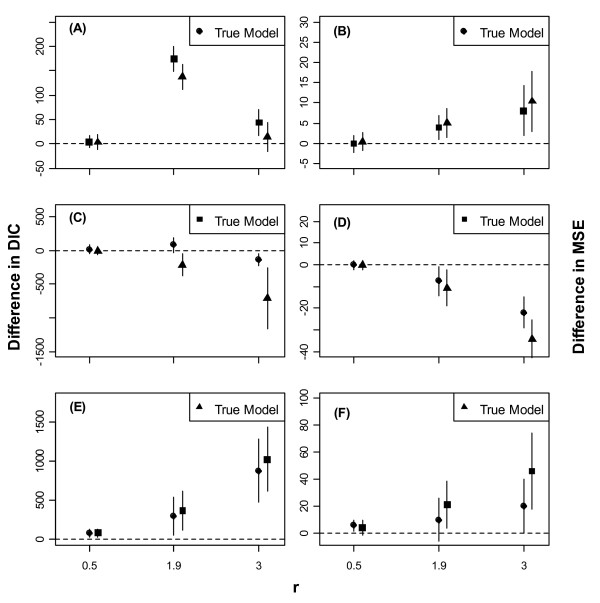 (A)
● True Model
200
150
100
50
0
-50
(B)
● True Model
30
25
20
15
10
5
0
-5
(C)
■ True Model
500
0
-500
-1500
(D)
■ True Model
20
10
0
-20
-40
Difference in DIC
Difference in MSE
(E)
▲ True Model
1500
1000
500
0
0.5
1.9
3
(F)
▲ True Model
100
80
60
40
20
0
0.5
1.9
3
r